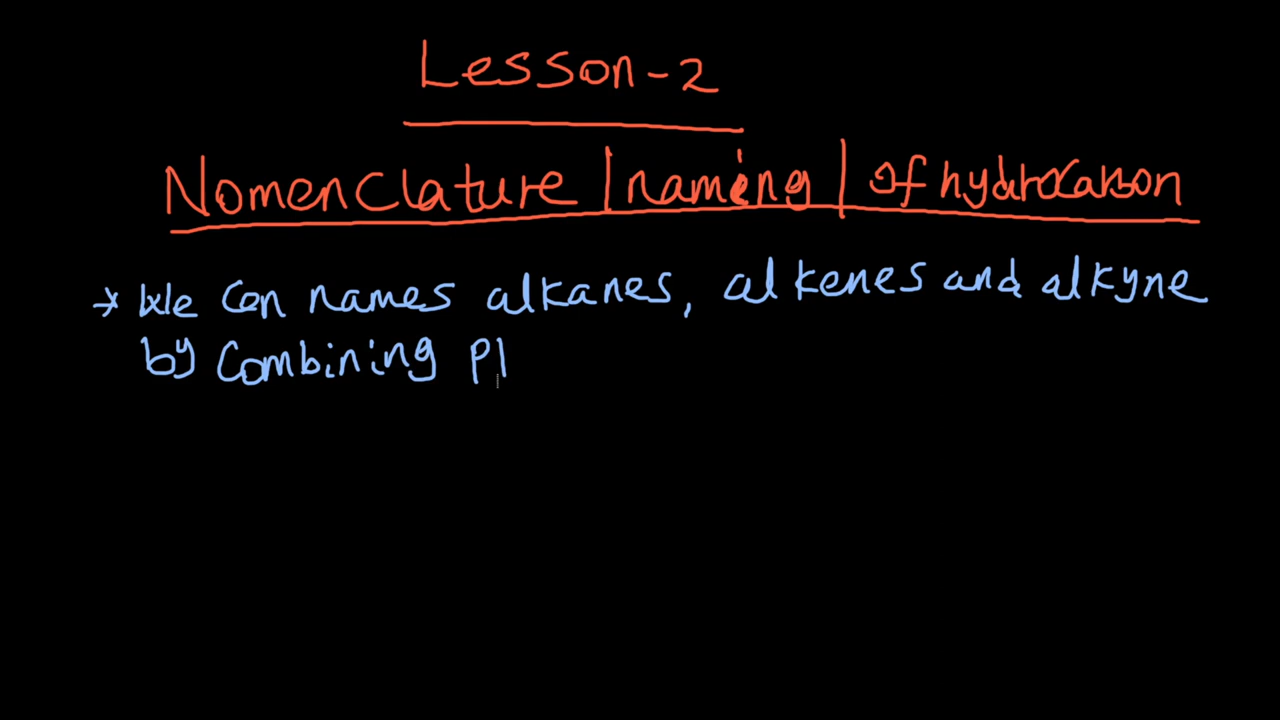 Lesson-2
Nomenclature |naming| of hydrocarbon
→ We can names alkanes, alkenes and alkyne
by combining